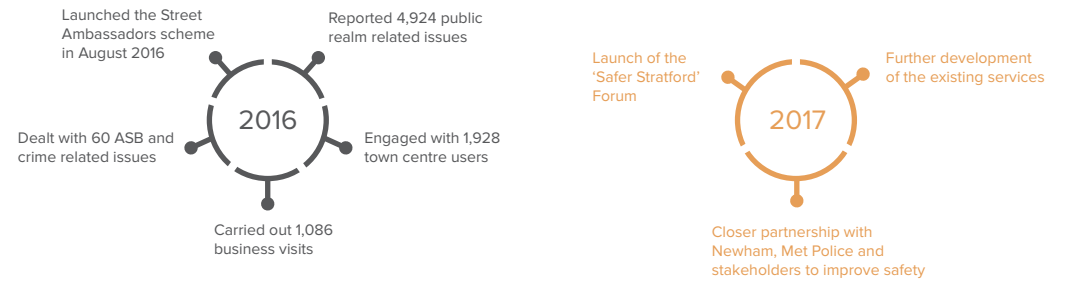 Launched the Street
Ambassadors scheme
in August 2016
Reported 4,924 public
realm related issues
2016
Dealt with 60 ASB and
crime related issues
Engaged with 1,928
town centre users
Carried out 1,086
business visits
Launch of the
‘Safer Stratford’
Forum
Further development
of the existing services
2017
Closer partnership with
Newham, Met Police and
stakeholders to improve safety